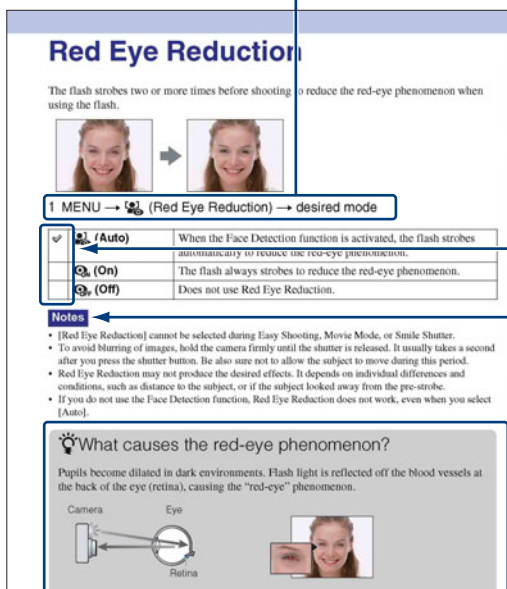 Red Eye Reduction
The flash strobes two or more times before shooting to reduce the red-eye phenomenon when
using the flash.
1 MENU → (Red Eye Reduction) → desired mode
✓ (Auto) When the Face Detection function is activated, the flash strobes
automatically to reduce the red-eye phenomenon.
(On) The flash always strobes to reduce the red-eye phenomenon.
(Off) Does not use Red Eye Reduction.
Notes
• [Red Eye Reduction] cannot be selected during Easy Shooting, Movie Mode, or Smile Shutter.
• To avoid blurring of images, hold the camera firmly until the shutter is released. It usually takes a second
after you press the shutter button. Be also sure not to allow the subject to move during this period.
• Red Eye Reduction may not produce the desired effects. It depends on individual differences and
conditions, such as distance to the subject, or if the subject looked away from the pre-strobe.
• If you do not use the Face Detection function, Red Eye Reduction does not work, even when you select
[Auto].
What causes the red-eye phenomenon?
Pupils become dilated in dark environments. Flash light is reflected off the blood vessels at
the back of the eye (retina), causing the “red-eye” phenomenon.
Camera Eye
Retina